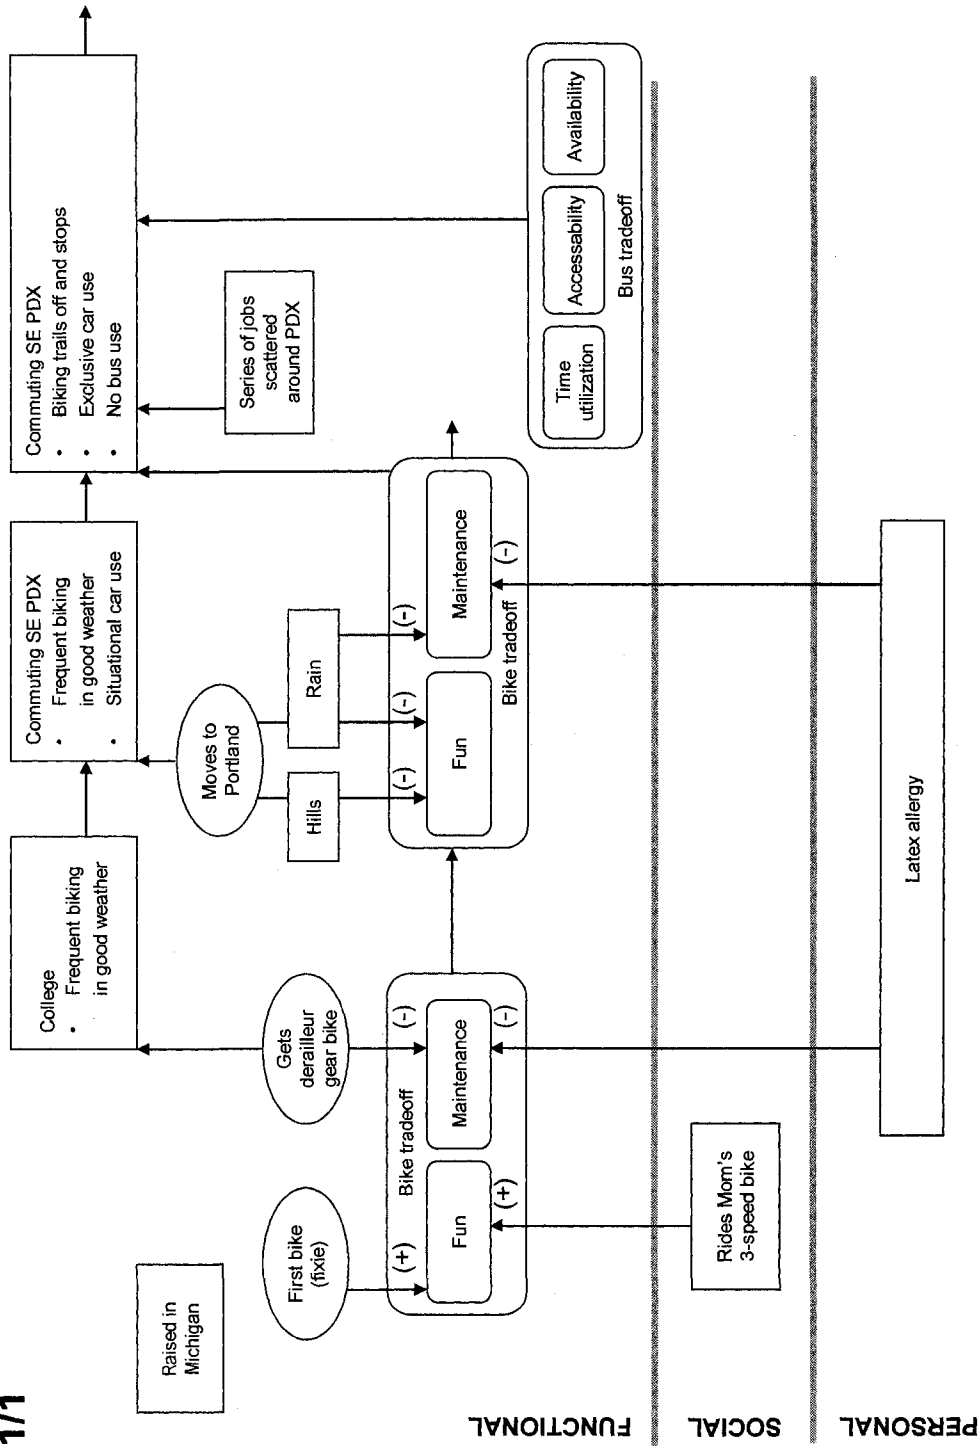 1/1
Raised in
Michigan
College
• Frequent biking
in good weather
Commuting SE PDX
• Frequent biking
in good weather
• Situational car use
Commuting SE PDX
• Biking trails off and stops
• Exclusive car use
• No bus use
First bike
(fixie)
Gets
derailleur
gear bike
Moves to
Portland
Hills
Rain
Series of jobs
scattered
around PDX
(+)
(-)
(-)
(-)
(-)
Bike tradeoff
Fun
Maintenance
(+)
(-)
Fun
Maintenance
(-)
Bike tradeoff
Time
utilization
Accessability
Availability
Bus tradeoff
FUNCTIONAL
Rides Mom's
3-speed bike
SOCIAL
Latex allergy
PERSONAL